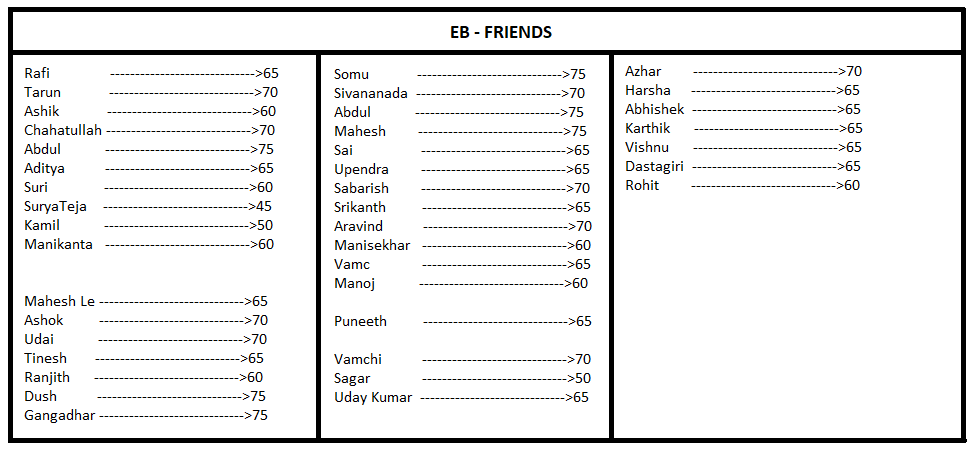 EB - FRIENDS
Rafi ----------------------------->65
Tarun ----------------------------->70
Ashik ----------------------------->60
Chahatullah ----------------------------->70
Abdul ----------------------------->75
Aditya ----------------------------->65
Suri ----------------------------->60
SuryaTeja ----------------------------->45
Kamil ----------------------------->50
Manikanta ----------------------------->60
Mahesh Le ----------------------------->65
Ashok ----------------------------->70
Udai ----------------------------->70
Tinesh ----------------------------->65
Ranjith ----------------------------->60
Dush ----------------------------->75
Gangadhar ----------------------------->75
Somu ----------------------------->75
Sivananada ----------------------------->70
Abdul ----------------------------->75
Mahesh ----------------------------->75
Sai ----------------------------->65
Upendra ----------------------------->65
Sabarish ----------------------------->70
Srikanth ----------------------------->65
Aravind ----------------------------->70
Manisekhar ----------------------------->60
Vamc ----------------------------->65
Manoj ----------------------------->60
Puneeth ----------------------------->65
Vamchi ----------------------------->70
Sagar ----------------------------->50
Uday Kumar ----------------------------->65
Azhar ----------------------------->70
Harsha ----------------------------->65
Abhishek ----------------------------->65
Karthik ----------------------------->65
Vishnu ----------------------------->65
Dastagiri ----------------------------->65
Rohit ----------------------------->60